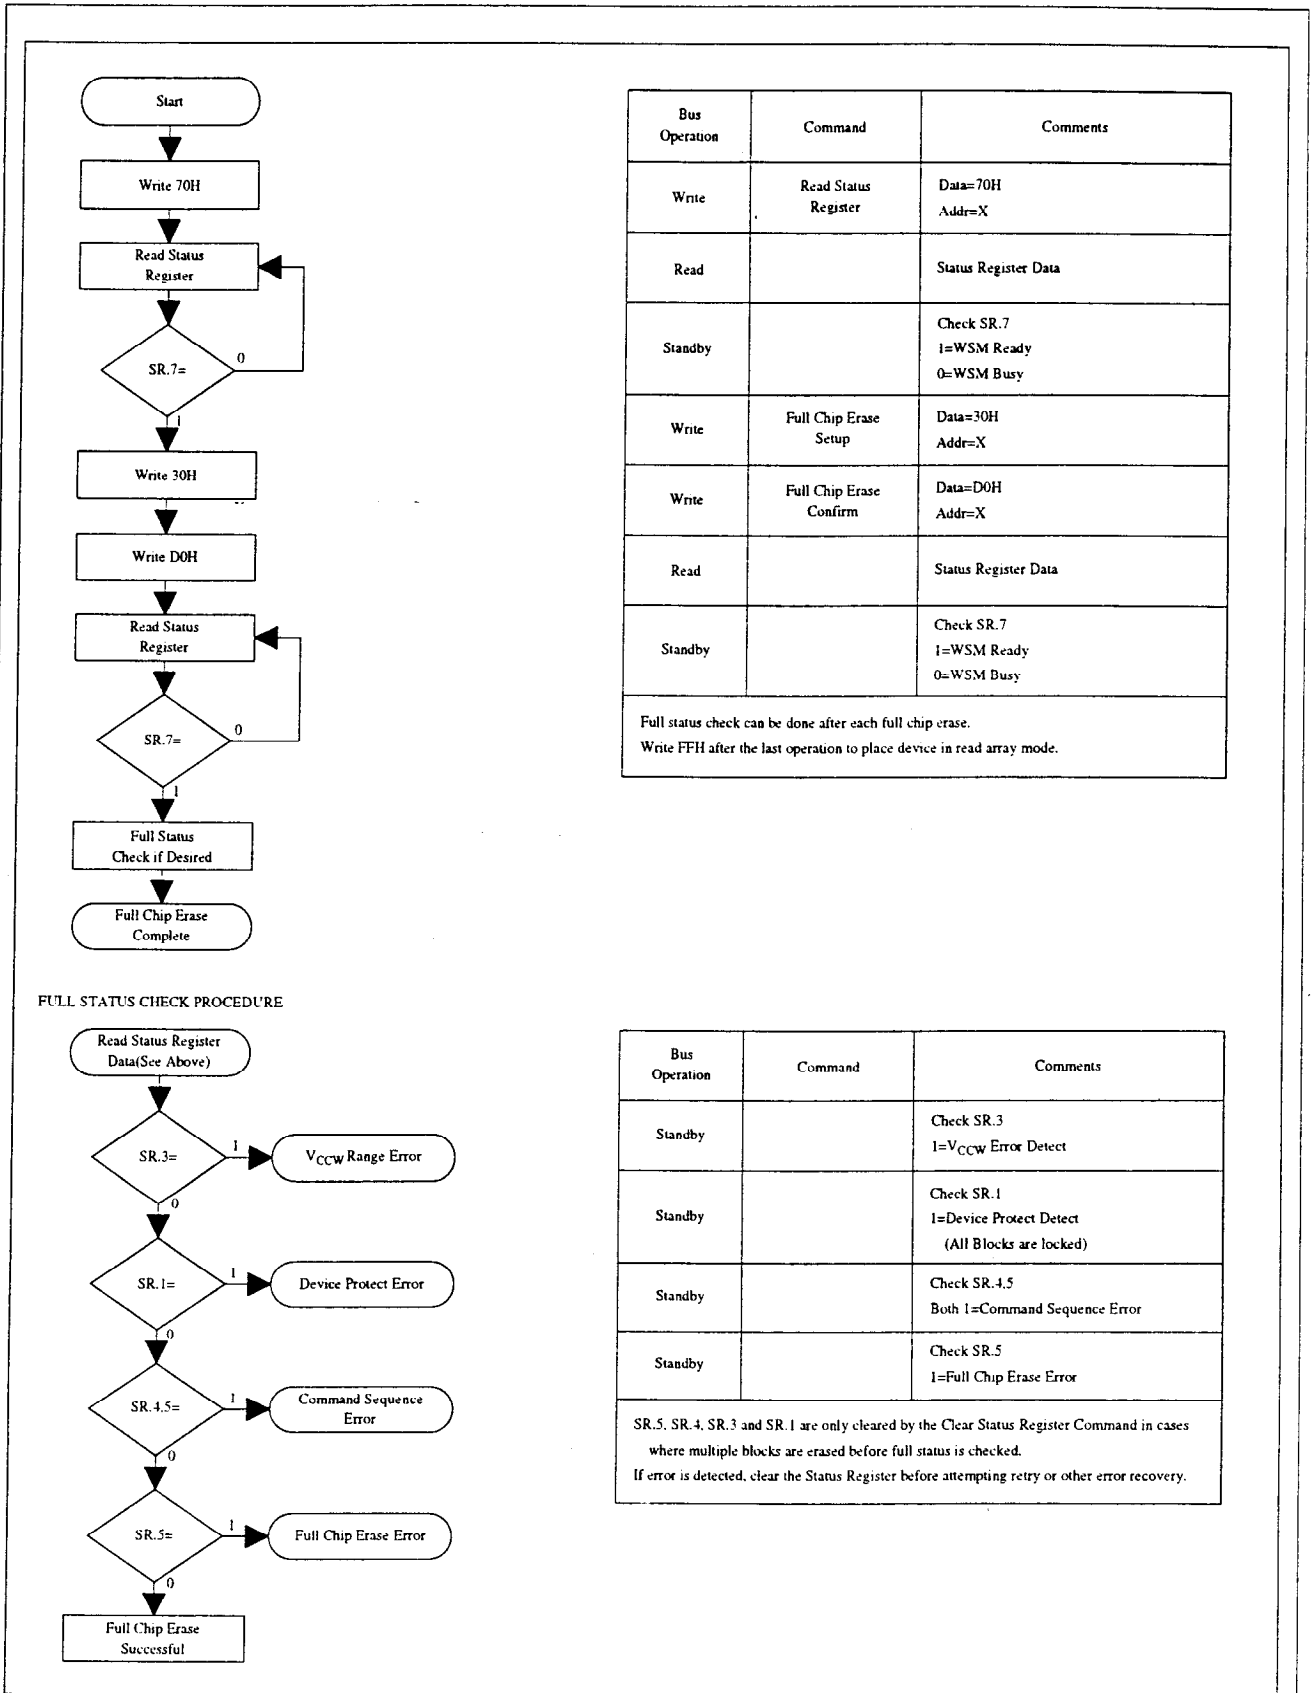 Start
Write 70H
Read Status
Register
SR.7=
0
1
Write 30H
Write D0H
Read Status
Register
SR.7=
0
1
Full Status
Check if Desired
Full Chip Erase
Complete
Bus
Operation
Command
Comments
Write
Read Status
Register
Data=70H
Addr=X
Read
Status Register Data
Standby
Check SR.7
1=WSM Ready
0=WSM Busy
Write
Full Chip Erase
Setup
Data=30H
Addr=X
Write
Full Chip Erase
Confirm
Data=D0H
Addr=X
Read
Status Register Data
Standby
Check SR.7
1=WSM Ready
0=WSM Busy
Full status check can be done after each full chip erase.
Write FFH after the last operation to place device in read array mode.
FULL STATUS CHECK PROCEDURE
Read Status Register
Data(See Above)
SR.3=
1
VCCW Range Error
0
SR.1=
1
Device Protect Error
0
SR.4,5=
1
Command Sequence
Error
0
SR.5=
1
Full Chip Erase Error
0
Full Chip Erase
Successful
Bus
Operation
Command
Comments
Standby
Check SR.3
1=VCCW Error Detect
Standby
Check SR.1
1=Device Protect Detect
(All Blocks are locked)
Standby
Check SR.4,5
Both 1=Command Sequence Error
Standby
Check SR.5
1=Full Chip Erase Error
SR.5, SR.4, SR.3 and SR.1 are only cleared by the Clear Status Register Command in cases
where multiple blocks are erased before full status is checked.
If error is detected, clear the Status Register before attempting retry or other error recovery.